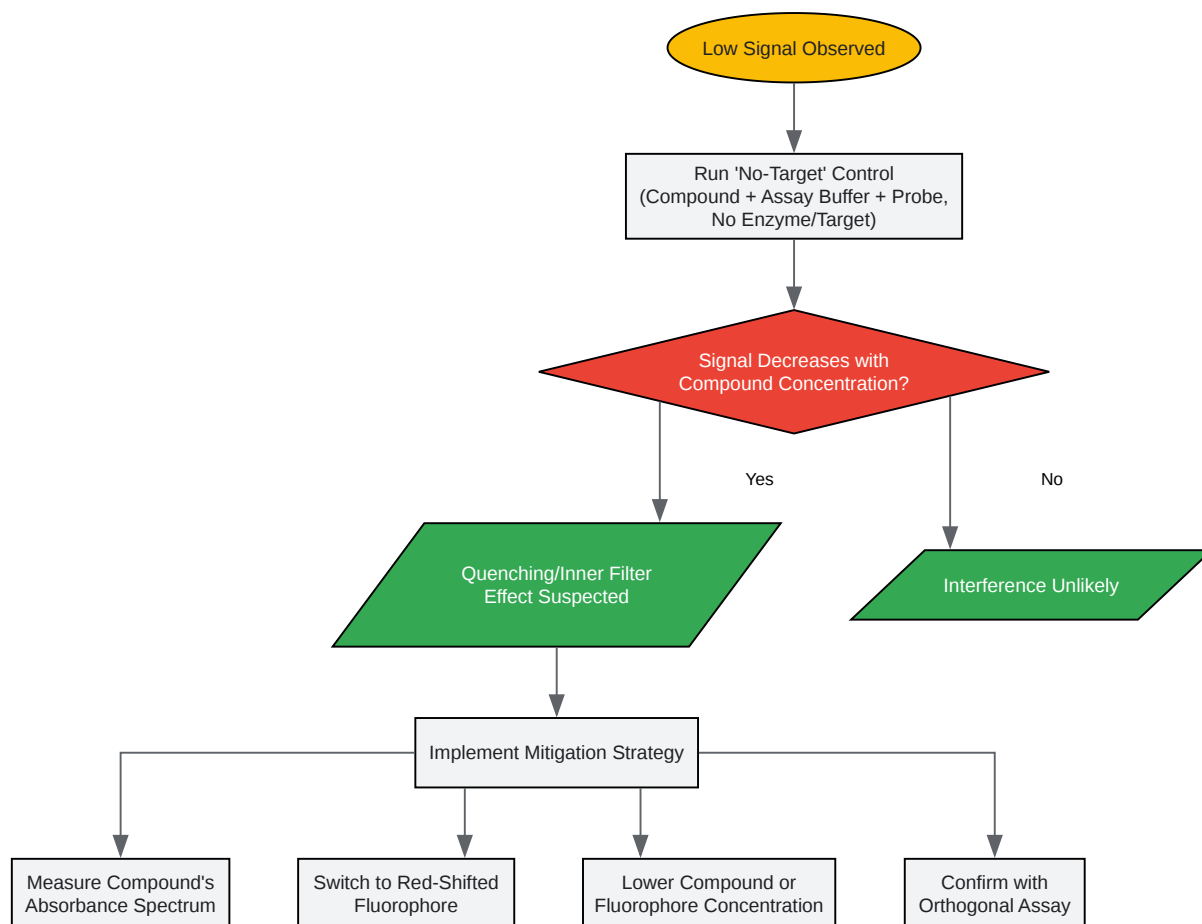 Low Signal Observed
Run 'No-Target' Control
(Compound + Assay Buffer + Probe,
No Enzyme/Target)
Signal Decreases with
Compound Concentration?
Yes
No
Quenching/Inner Filter
Effect Suspected
Interference Unlikely
Implement Mitigation Strategy
Measure Compound's
Absorbance Spectrum
Switch to Red-Shifted
Fluorophore
Lower Compound or
Fluorophore Concentration
Confirm with
Orthogonal Assay